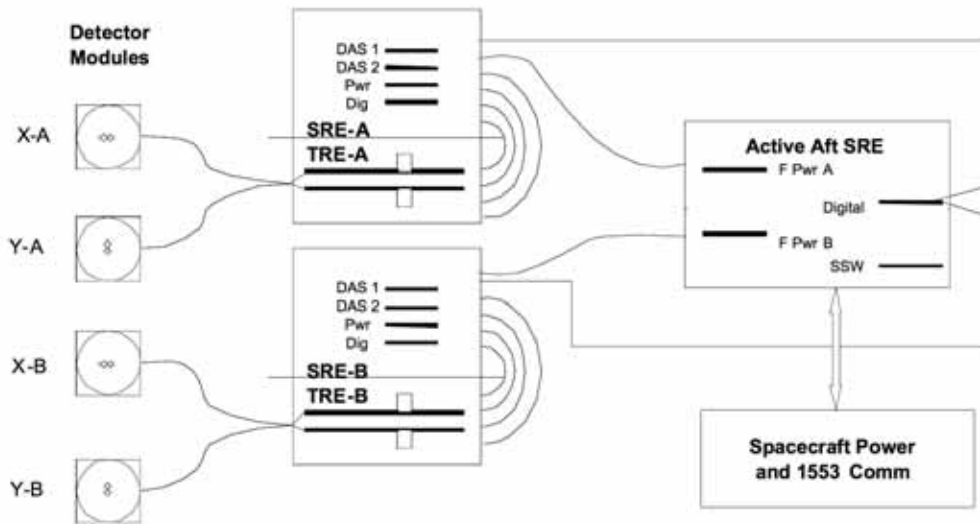 Detector
Modules
X-A
Y-A
X-B
Y-B
DAS 1
DAS 2
Pwr
Dig
SRE-A
TRE-A
DAS 1
DAS 2
Pwr
Dig
SRE-B
TRE-B
Active Aft SRE
F Pwr A
Digital
F Pwr B
SSW
Spacecraft Power
and 1553 Comm